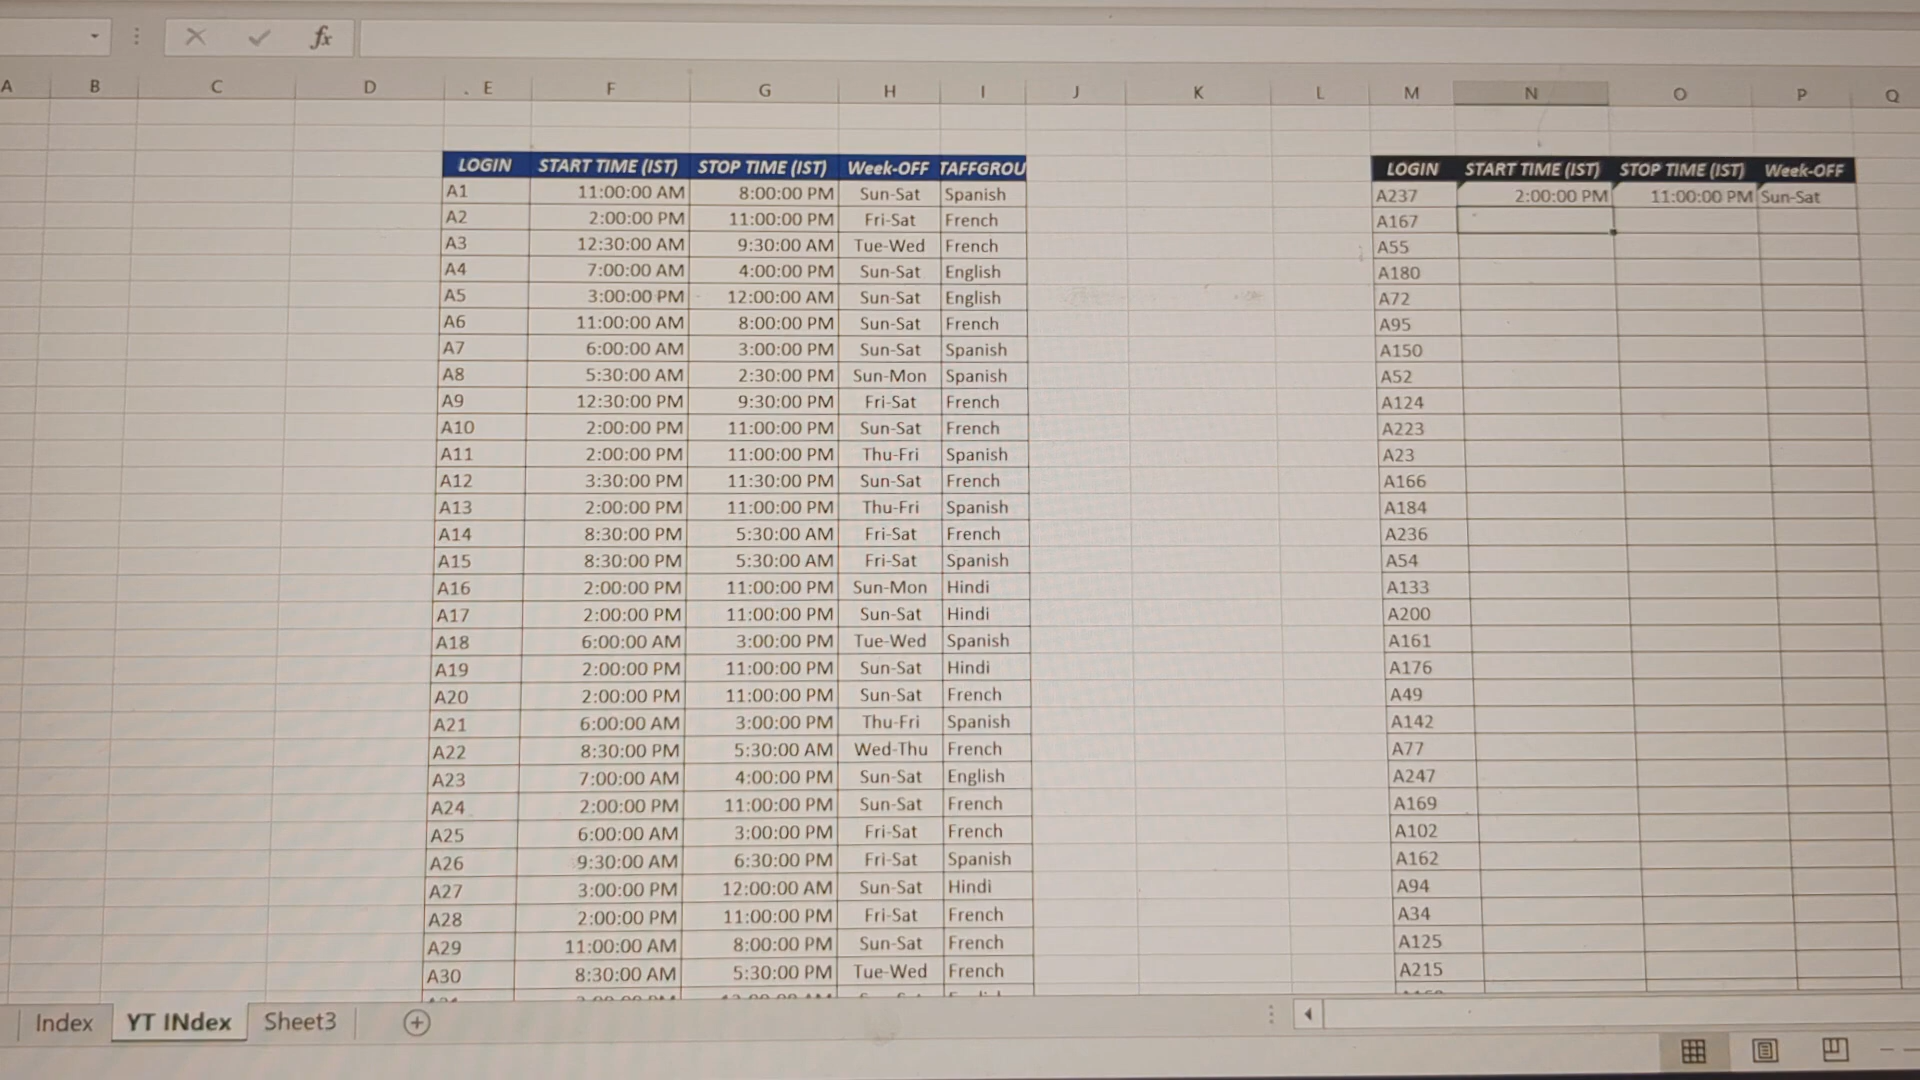 fx
A B C D E F G H I J K L M N O P Q
LOGIN START TIME (IST) STOP TIME (IST) Week-OFF TAFFGROU LOGIN START TIME (IST) STOP TIME (IST) Week-OFF
A1 11:00:00 AM 8:00:00 PM Sun-Sat Spanish A237 2:00:00 PM 11:00:00 PM Sun-Sat
A2 2:00:00 PM 11:00:00 PM Fri-Sat French A167
A3 12:30:00 AM 9:30:00 AM Tue-Wed French A55
A4 7:00:00 AM 4:00:00 PM Sun-Sat English A180
A5 3:00:00 PM 12:00:00 AM Sun-Sat English A72
A6 11:00:00 AM 8:00:00 PM Sun-Sat French A95
A7 6:00:00 AM 3:00:00 PM Sun-Sat Spanish A150
A8 5:30:00 AM 2:30:00 PM Sun-Mon Spanish A52
A9 12:30:00 PM 9:30:00 PM Fri-Sat French A124
A10 2:00:00 PM 11:00:00 PM Sun-Sat French A223
A11 2:00:00 PM 11:00:00 PM Thu-Fri Spanish A23
A12 3:30:00 PM 11:30:00 PM Sun-Sat French A166
A13 2:00:00 PM 11:00:00 PM Thu-Fri Spanish A184
A14 8:30:00 PM 5:30:00 AM Fri-Sat French A236
A15 8:30:00 PM 5:30:00 AM Fri-Sat Spanish A54
A16 2:00:00 PM 11:00:00 PM Sun-Mon Hindi A133
A17 2:00:00 PM 11:00:00 PM Sun-Sat Hindi A200
A18 6:00:00 AM 3:00:00 PM Tue-Wed Spanish A161
A19 2:00:00 PM 11:00:00 PM Sun-Sat Hindi A176
A20 2:00:00 PM 11:00:00 PM Sun-Sat French A49
A21 6:00:00 AM 3:00:00 PM Thu-Fri Spanish A142
A22 8:30:00 PM 5:30:00 AM Wed-Thu French A77
A23 7:00:00 AM 4:00:00 PM Sun-Sat English A247
A24 2:00:00 PM 11:00:00 PM Sun-Sat French A169
A25 6:00:00 AM 3:00:00 PM Fri-Sat French A102
A26 9:30:00 AM 6:30:00 PM Fri-Sat Spanish A162
A27 3:00:00 PM 12:00:00 AM Sun-Sat Hindi A94
A28 2:00:00 PM 11:00:00 PM Fri-Sat French A34
A29 11:00:00 AM 8:00:00 PM Sun-Sat French A125
A30 8:30:00 AM 5:30:00 PM Tue-Wed French A215
Index YT INdex Sheet3